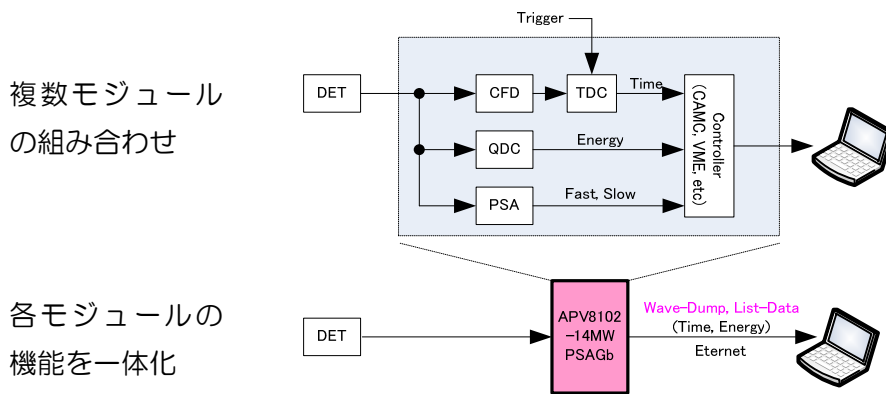 複数モジュール
の組み合わせ
Trigger
DET
CFD
TDC
Time
QDC
Energy
PSA
Fast, Slow
Controller
(CAMC, VME, etc)
各モジュールの
機能を一体化
DET
APV8102
-14MW
PSAGb
Wave-Dump, List-Data
(Time, Energy)
Eternet